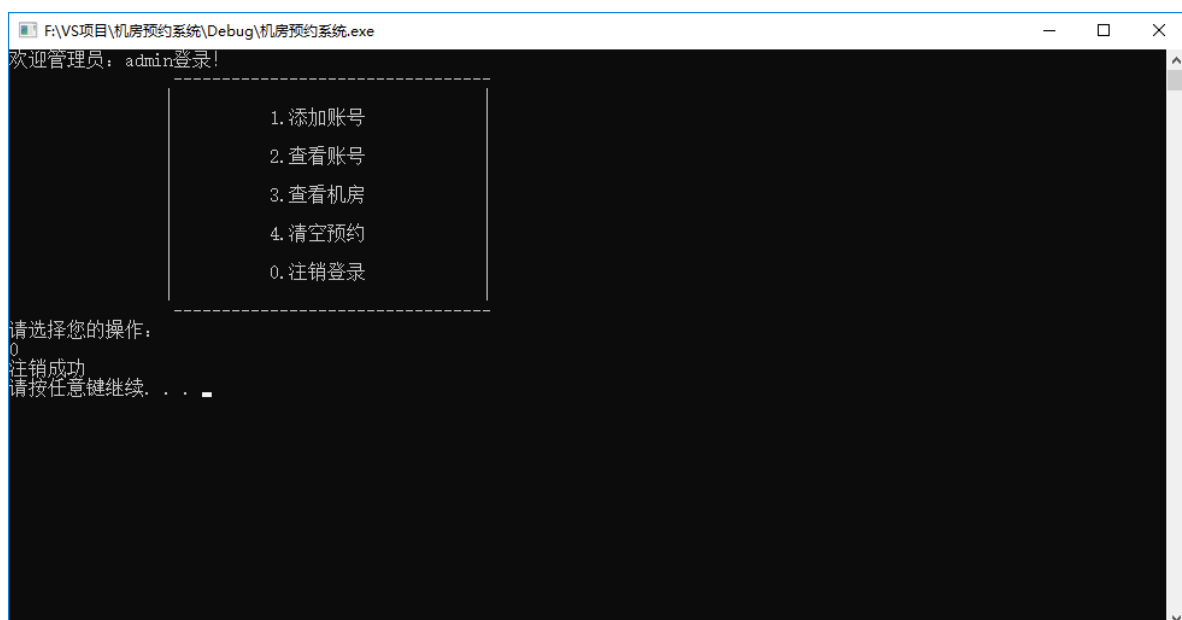 F:\VS项目\机房预约系统\Debug\机房预约系统.exe
欢迎管理员：admin登录！
---------------------------------
1.添加账号
2.查看账号
3.查看机房
4.清空预约
0.注销登录
---------------------------------
请选择您的操作：
0
注销成功
请按任意键继续. . .